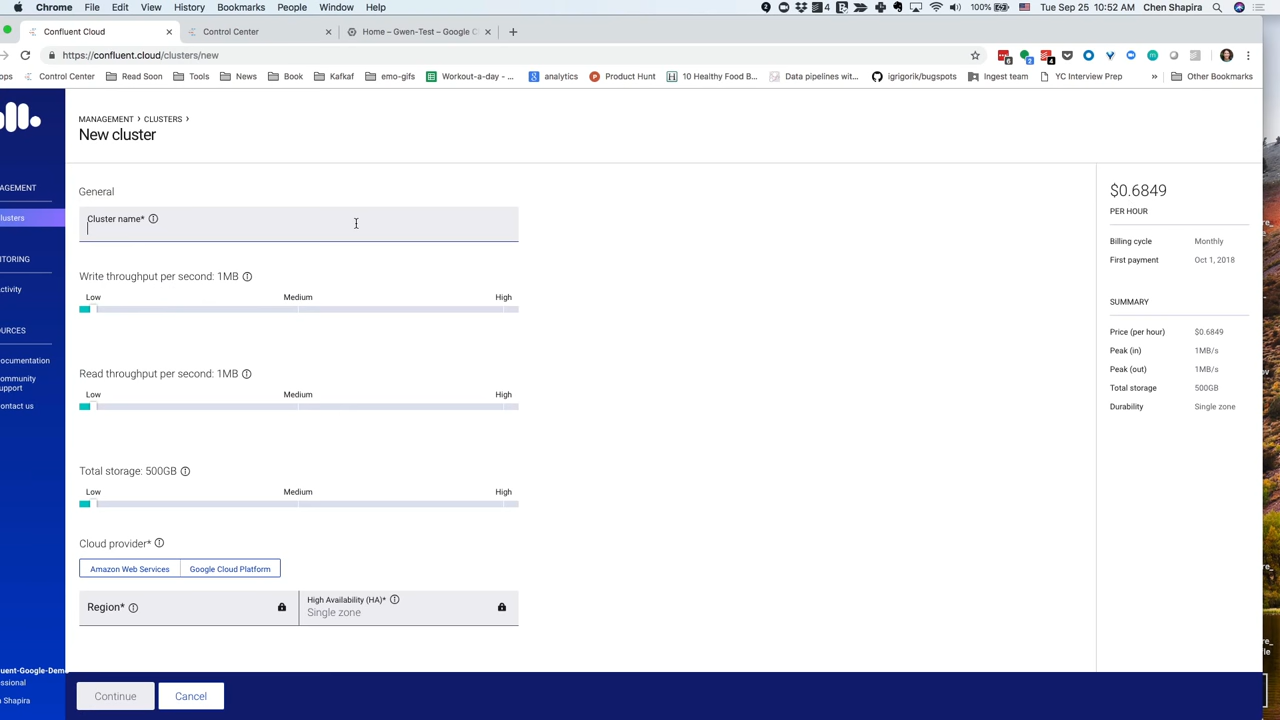 Chrome File Edit View History Bookmarks People Window Help 4 100% Tue Sep 25 10:52 AM Chen Shapira
Confluent Cloud Control Center Home – Gwen-Test – Google C
https://confluent.cloud/clusters/new
ops Control Center Read Soon Tools News Book Kafkaf emo-gifs Workout-a-day - ... analytics Product Hunt 10 Healthy Food B... Data pipelines wit... igrigorik/bugspots Ingest team YC Interview Prep » Other Bookmarks
MANAGEMENT > CLUSTERS >
New cluster
AGEMENT
lusters
ITORING
ctivity
OURCES
ocumentation
ommunity
upport
ontact us
uent-Google-Dem
ssional
n Shapira
General
Cluster name*
Write throughput per second: 1MB
Low Medium High
Read throughput per second: 1MB
Low Medium High
Total storage: 500GB
Low Medium High
Cloud provider*
Amazon Web Services Google Cloud Platform
Region* High Availability (HA)*
Single zone
Continue Cancel
$0.6849
PER HOUR
Billing cycle Monthly
First payment Oct 1, 2018
SUMMARY
Price (per hour) $0.6849
Peak (in) 1MB/s
Peak (out) 1MB/s
Total storage 500GB
Durability Single zone